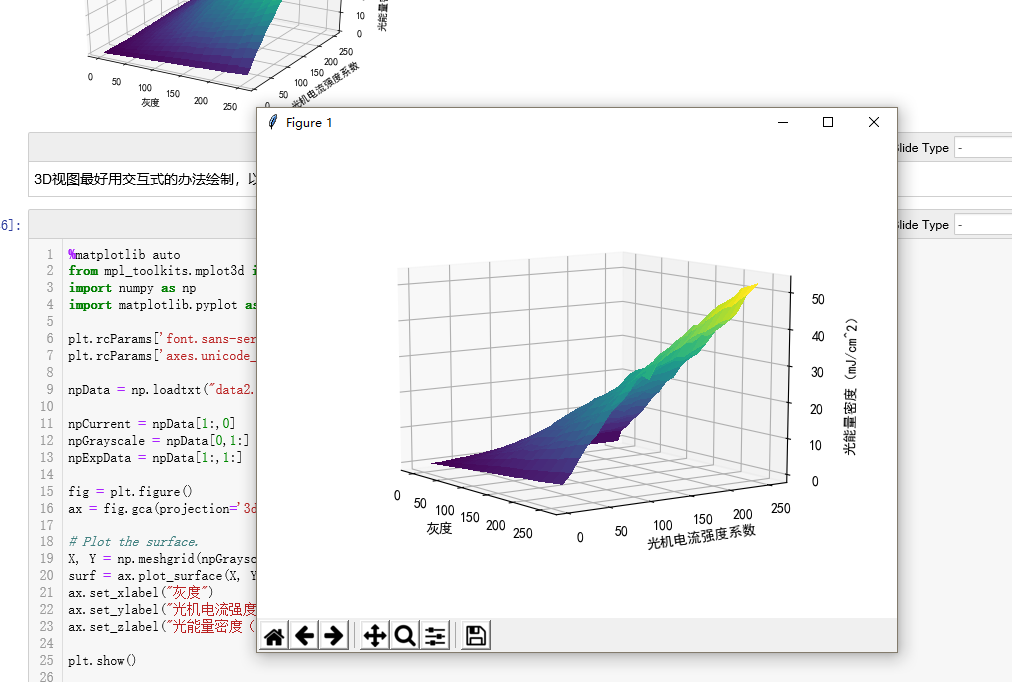 10
0
光能量密
0
50
100
150
200
250
灰度
0
50
100
150
200
250
光机电流强度系数
Figure 1
Slide Type
-
3D视图最好用交互式的办法绘制，以
6]:
Slide Type
-
1 %matplotlib auto
2 from mpl_toolkits.mplot3d i
3 import numpy as np
4 import matplotlib.pyplot as
5
6 plt.rcParams['font.sans-ser
7 plt.rcParams['axes.unicode_
8
9 npData = np.loadtxt("data2.
10
11 npCurrent = npData[1:,0]
12 npGrayscale = npData[0,1:]
13 npExpData = npData[1:,1:]
14
15 fig = plt.figure()
16 ax = fig.gca(projection='3d
17
18 # Plot the surface.
19 X, Y = np.meshgrid(npGraysc
20 surf = ax.plot_surface(X, Y
21 ax.set_xlabel("灰度")
22 ax.set_ylabel("光机电流强度
23 ax.set_zlabel("光能量密度（
24
25 plt.show()
26
50
40
30
20
10
0
光能量密度（mJ/cm^2）
0
50
100
150
200
250
灰度
0
50
100
150
200
250
光机电流强度系数